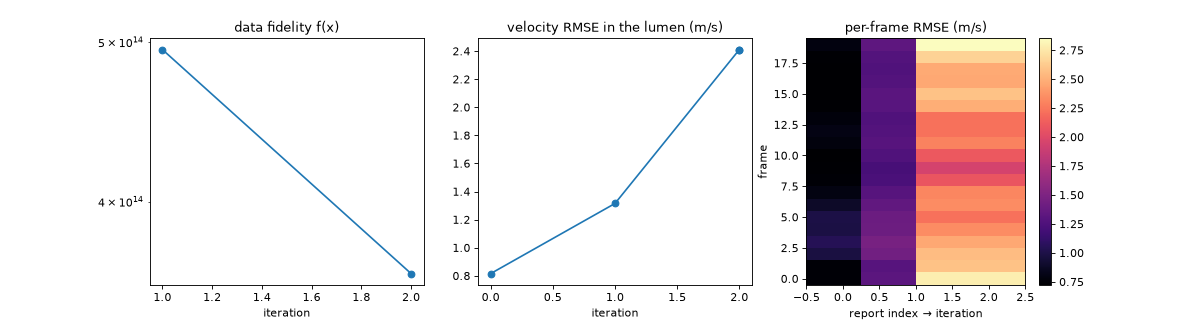 data fidelity f(x)
5 × 10¹⁴
4 × 10¹⁴
1.0 1.2 1.4 1.6 1.8 2.0
iteration
velocity RMSE in the lumen (m/s)
2.4
2.2
2.0
1.8
1.6
1.4
1.2
1.0
0.8
0.0 0.5 1.0 1.5 2.0
iteration
per-frame RMSE (m/s)
frame
17.5
15.0
12.5
10.0
7.5
5.0
2.5
0.0
−0.5 0.0 0.5 1.0 1.5 2.0 2.5
report index → iteration
2.75
2.50
2.25
2.00
1.75
1.50
1.25
1.00
0.75